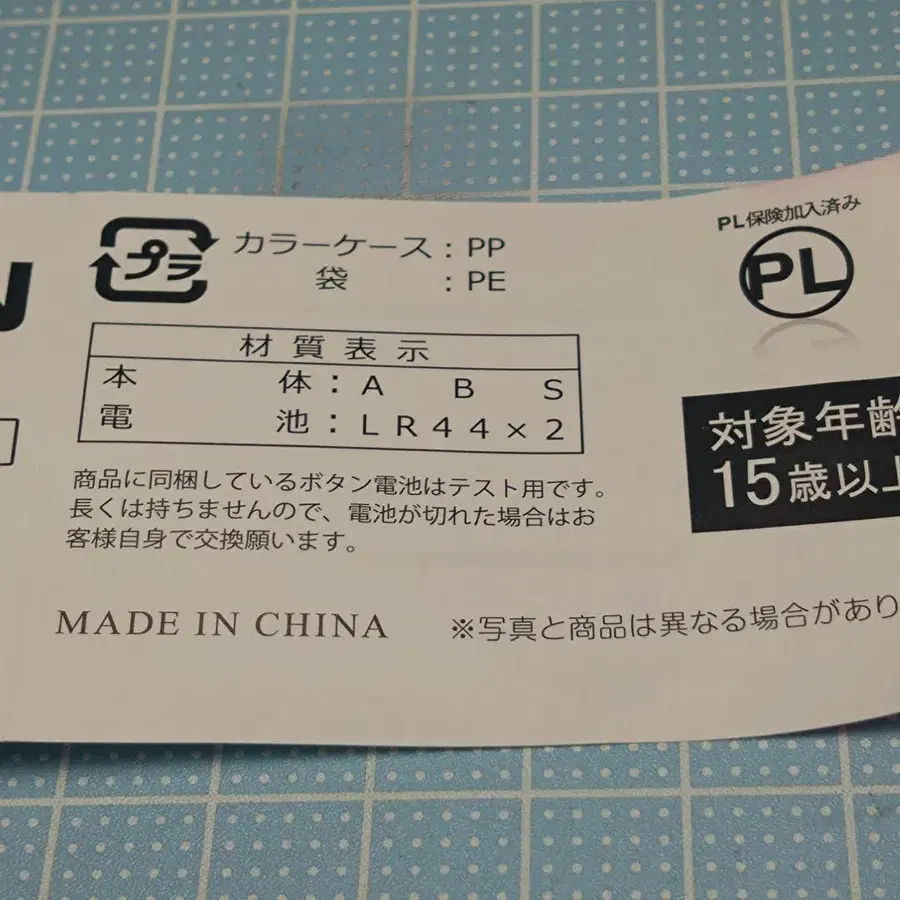 プラ
カラーケース：PP
袋：PE
PL保険加入済み
PL
材質表示
本体：ABS
電池：LR44×2
対象年齢
15歳以上
商品に同梱しているボタン電池はテスト用です。
長くは持ちませんので、電池が切れた場合はお
客様自身で交換願います。
MADE IN CHINA
※写真と商品は異なる場合があり